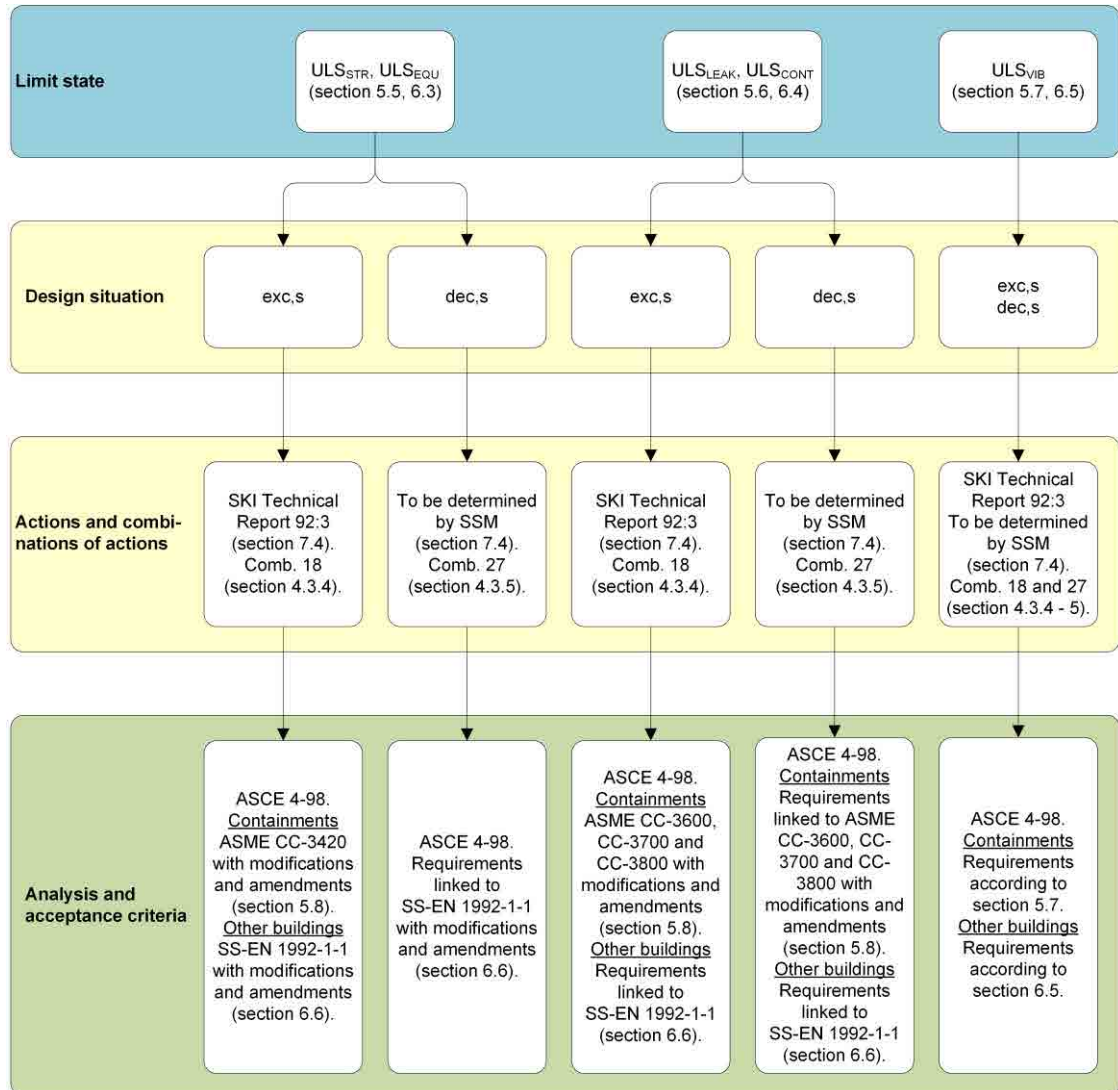 Limit state
ULSSTR, ULSEQU
(section 5.5, 6.3)
ULSLEAK, ULSCONT
(section 5.6, 6.4)
ULSVIB
(section 5.7, 6.5)
Design situation
exc,s
dec,s
exc,s
dec,s
exc,s
dec,s
Actions and combi-
nations of actions
SKI Technical
Report 92:3
(section 7.4).
Comb. 18
(section 4.3.4).
To be determined
by SSM
(section 7.4).
Comb. 27
(section 4.3.5).
SKI Technical
Report 92:3
(section 7.4).
Comb. 18
(section 4.3.4).
To be determined
by SSM
(section 7.4).
Comb. 27
(section 4.3.5).
SKI Technical
Report 92:3
To be determined
by SSM
(section 7.4).
Comb. 18 and 27
(section 4.3.4 - 5).
Analysis and
acceptance criteria
ASCE 4-98.
Containments
ASME CC-3420
with modifications
and amendments
(section 5.8).
Other buildings
SS-EN 1992-1-1
with modifications
and amendments
(section 6.6).
ASCE 4-98.
Requirements
linked to
SS-EN 1992-1-1
with modifications
and amendments
(section 6.6).
ASCE 4-98.
Containments
ASME CC-3600,
CC-3700 and
CC-3800 with
modifications and
amendments
(section 5.8).
Other buildings
Requirements
linked to
SS-EN 1992-1-1
(section 6.6).
ASCE 4-98.
Containments
Requirements
linked to ASME
CC-3600, CC-
3700 and CC-
3800 with
modifications and
amendments
(section 5.8).
Other buildings
Requirements
linked to
SS-EN 1992-1-1
(section 6.6).
ASCE 4-98.
Containments
Requirements
according to
section 5.7.
Other buildings
Requirements
according to
section 6.5.